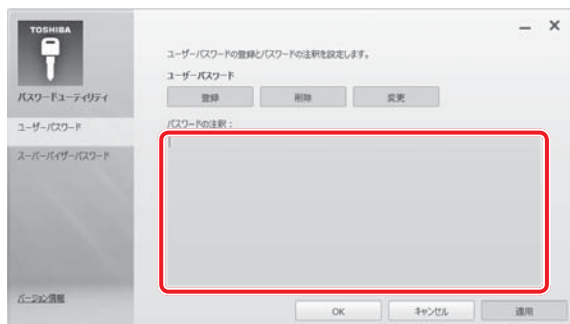 TOSHIBA
パスワードユーティリティ
ユーザーパスワード
スーパーバイザーパスワード
バージョン情報
ユーザーパスワードの登録とパスワードの注釈を設定します。
ユーザーパスワード
登録 削除 変更
パスワードの注釈：
OK キャンセル 適用